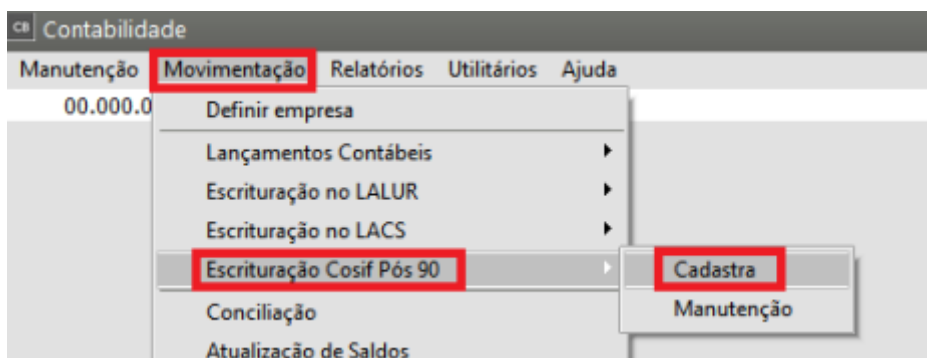 CB Contabilidade
Manutenção Movimentação Relatórios Utilitários Ajuda
00.000.0
Definir empresa
Lançamentos Contábeis
Escrituração no LALUR
Escrituração no LACS
Escrituração Cosif Pós 90
Cadastra
Manutenção
Conciliação
Atualização de Saldos